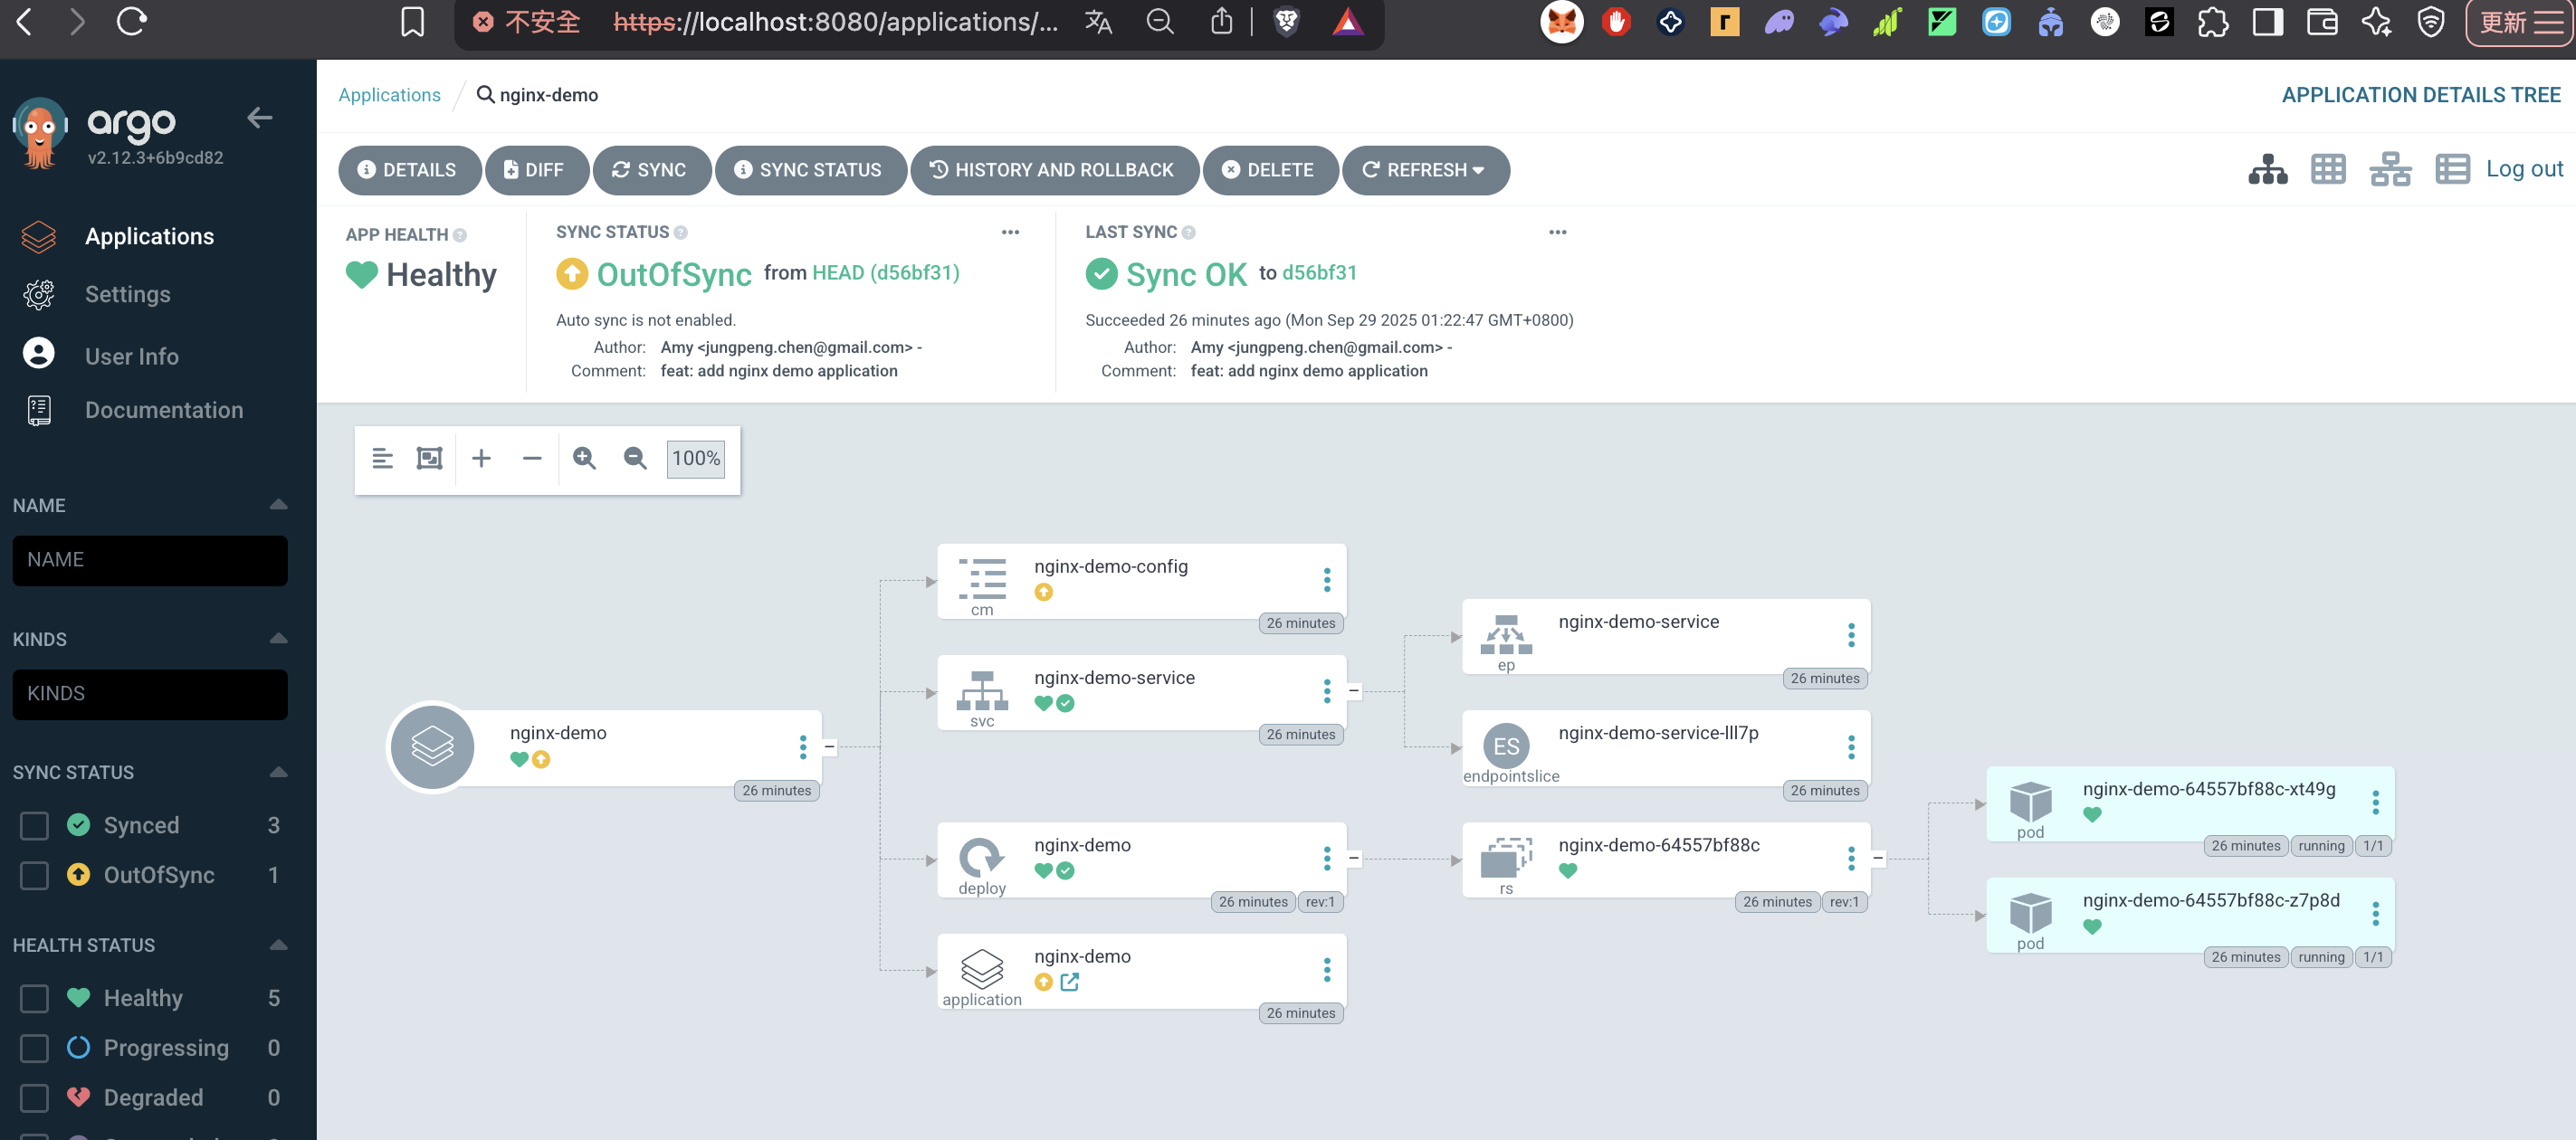 不安全 https://localhost:8080/applications/...
更新
argo
v2.12.3+6b9cd82
Applications
Settings
User Info
Documentation
NAME
NAME
KINDS
KINDS
SYNC STATUS
Synced 3
OutOfSync 1
HEALTH STATUS
Healthy 5
Progressing 0
Degraded 0
Applications / nginx-demo
APPLICATION DETAILS TREE
DETAILS DIFF SYNC SYNC STATUS HISTORY AND ROLLBACK DELETE REFRESH
Log out
APP HEALTH
Healthy
SYNC STATUS
OutOfSync from HEAD (d56bf31)
Auto sync is not enabled.
Author: Amy <jungpeng.chen@gmail.com> -
Comment: feat: add nginx demo application
LAST SYNC
Sync OK to d56bf31
Succeeded 26 minutes ago (Mon Sep 29 2025 01:22:47 GMT+0800)
Author: Amy <jungpeng.chen@gmail.com> -
Comment: feat: add nginx demo application
100%
nginx-demo
26 minutes
nginx-demo-config
cm
26 minutes
nginx-demo-service
svc
26 minutes
nginx-demo
deploy
26 minutes rev:1
nginx-demo
application
26 minutes
nginx-demo-service
ep
26 minutes
ES
nginx-demo-service-lll7p
endpointslice
26 minutes
nginx-demo-64557bf88c
rs
26 minutes rev:1
nginx-demo-64557bf88c-xt49g
pod
26 minutes running 1/1
nginx-demo-64557bf88c-z7p8d
pod
26 minutes running 1/1